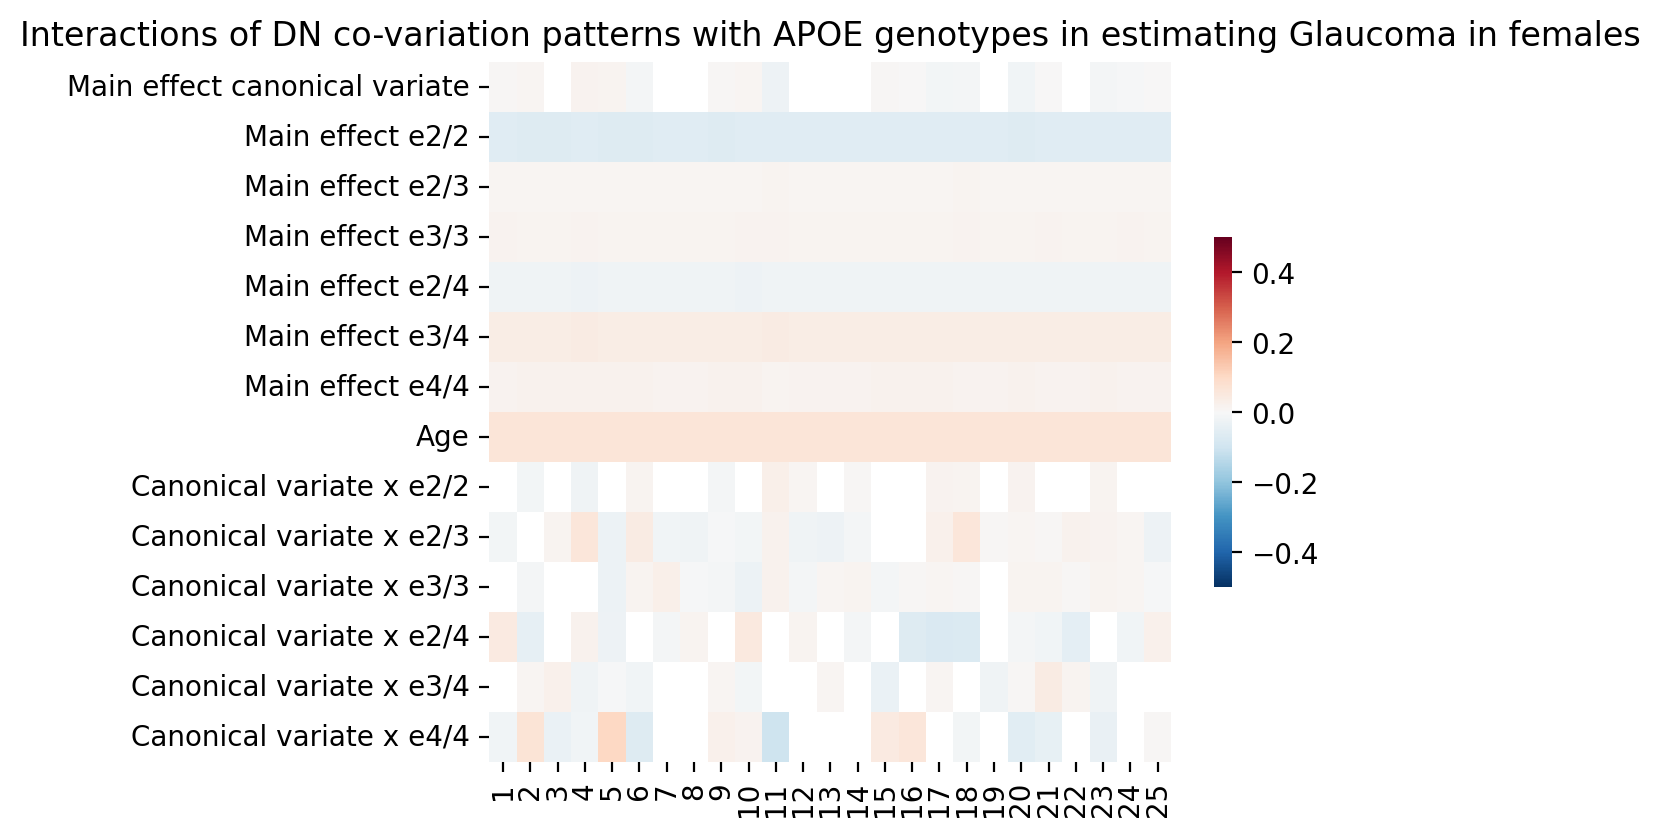 Interactions of DN co-variation patterns with APOE genotypes in estimating Glaucoma in females
Main effect canonical variate
Main effect e2/2
Main effect e2/3
Main effect e3/3
Main effect e2/4
Main effect e3/4
Main effect e4/4
Age
Canonical variate x e2/2
Canonical variate x e2/3
Canonical variate x e3/3
Canonical variate x e2/4
Canonical variate x e3/4
Canonical variate x e4/4
1 2 3 4 5 6 7 8 9 10 11 12 13 14 15 16 17 18 19 20 21 22 23 24 25
0.4
0.2
0.0
−0.2
−0.4